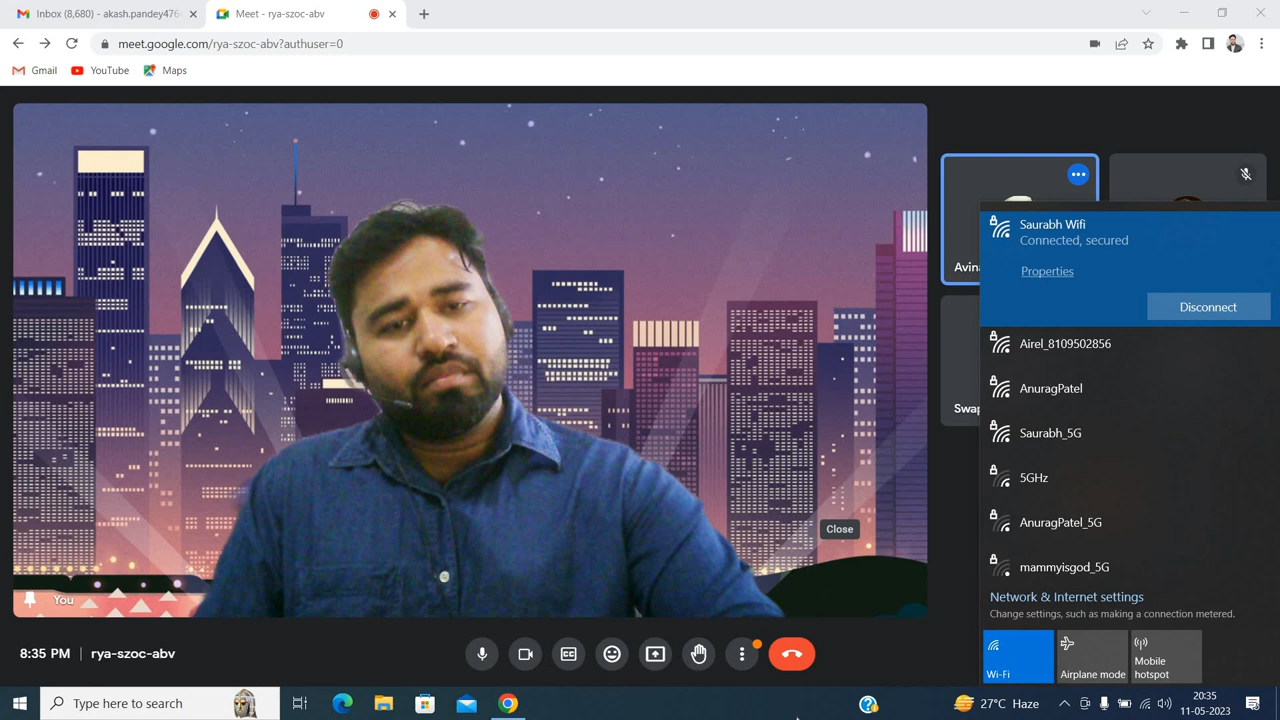 Inbox (8,680) - akash.pandey476
Meet - rya-szoc-abv
meet.google.com/rya-szoc-abv?authuser=0
Gmail
YouTube
Maps
You
Close
Avina
Swap
Saurabh Wifi
Connected, secured
Properties
Disconnect
Airel_8109502856
AnuragPatel
Saurabh_5G
5GHz
AnuragPatel_5G
mammyisgod_5G
Network & Internet settings
Change settings, such as making a connection metered.
Wi-Fi
Airplane mode
Mobile
hotspot
8:35 PM
rya-szoc-abv
Type here to search
27°C Haze
20:35
11-05-2023